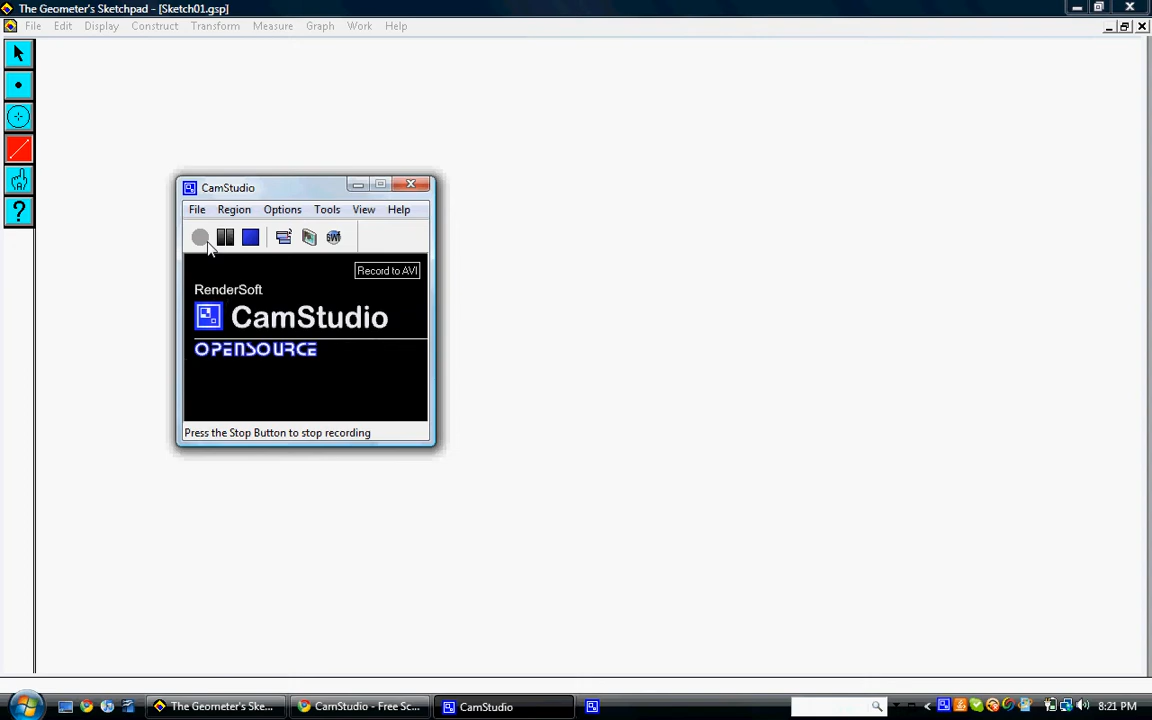 The Geometer's Sketchpad - [Sketch01.gsp]
File Edit Display Construct Transform Measure Graph Work Help
?
CamStudio
File Region Options Tools View Help
SWF
Record to AVI
RenderSoft
CamStudio
OPENSOURCE
Press the Stop Button to stop recording
The Geometer's Ske... CamStudio - Free Sc... CamStudio 8:21 PM